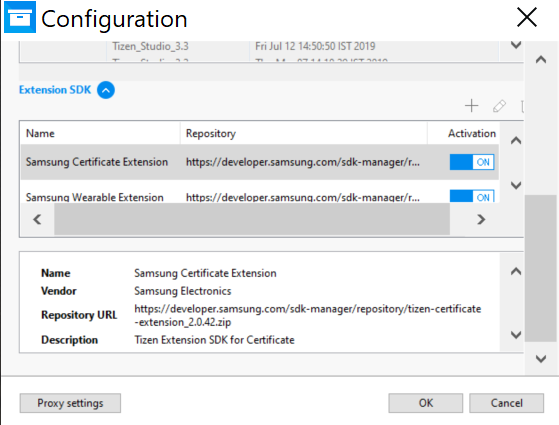 Configuration
Tizen_Studio_3.3 Fri Jul 12 14:50:50 IST 2019
Extension SDK
Name Repository Activation
Samsung Certificate Extension https://developer.samsung.com/sdk-manager/r... ON
Samsung Wearable Extension https://developer.samsung.com/sdk-manager/r... ON
Name Samsung Certificate Extension
Vendor Samsung Electronics
Repository URL https://developer.samsung.com/sdk-manager/repository/tizen-certificate
-extension_2.0.42.zip
Description Tizen Extension SDK for Certificate
Proxy settings OK Cancel